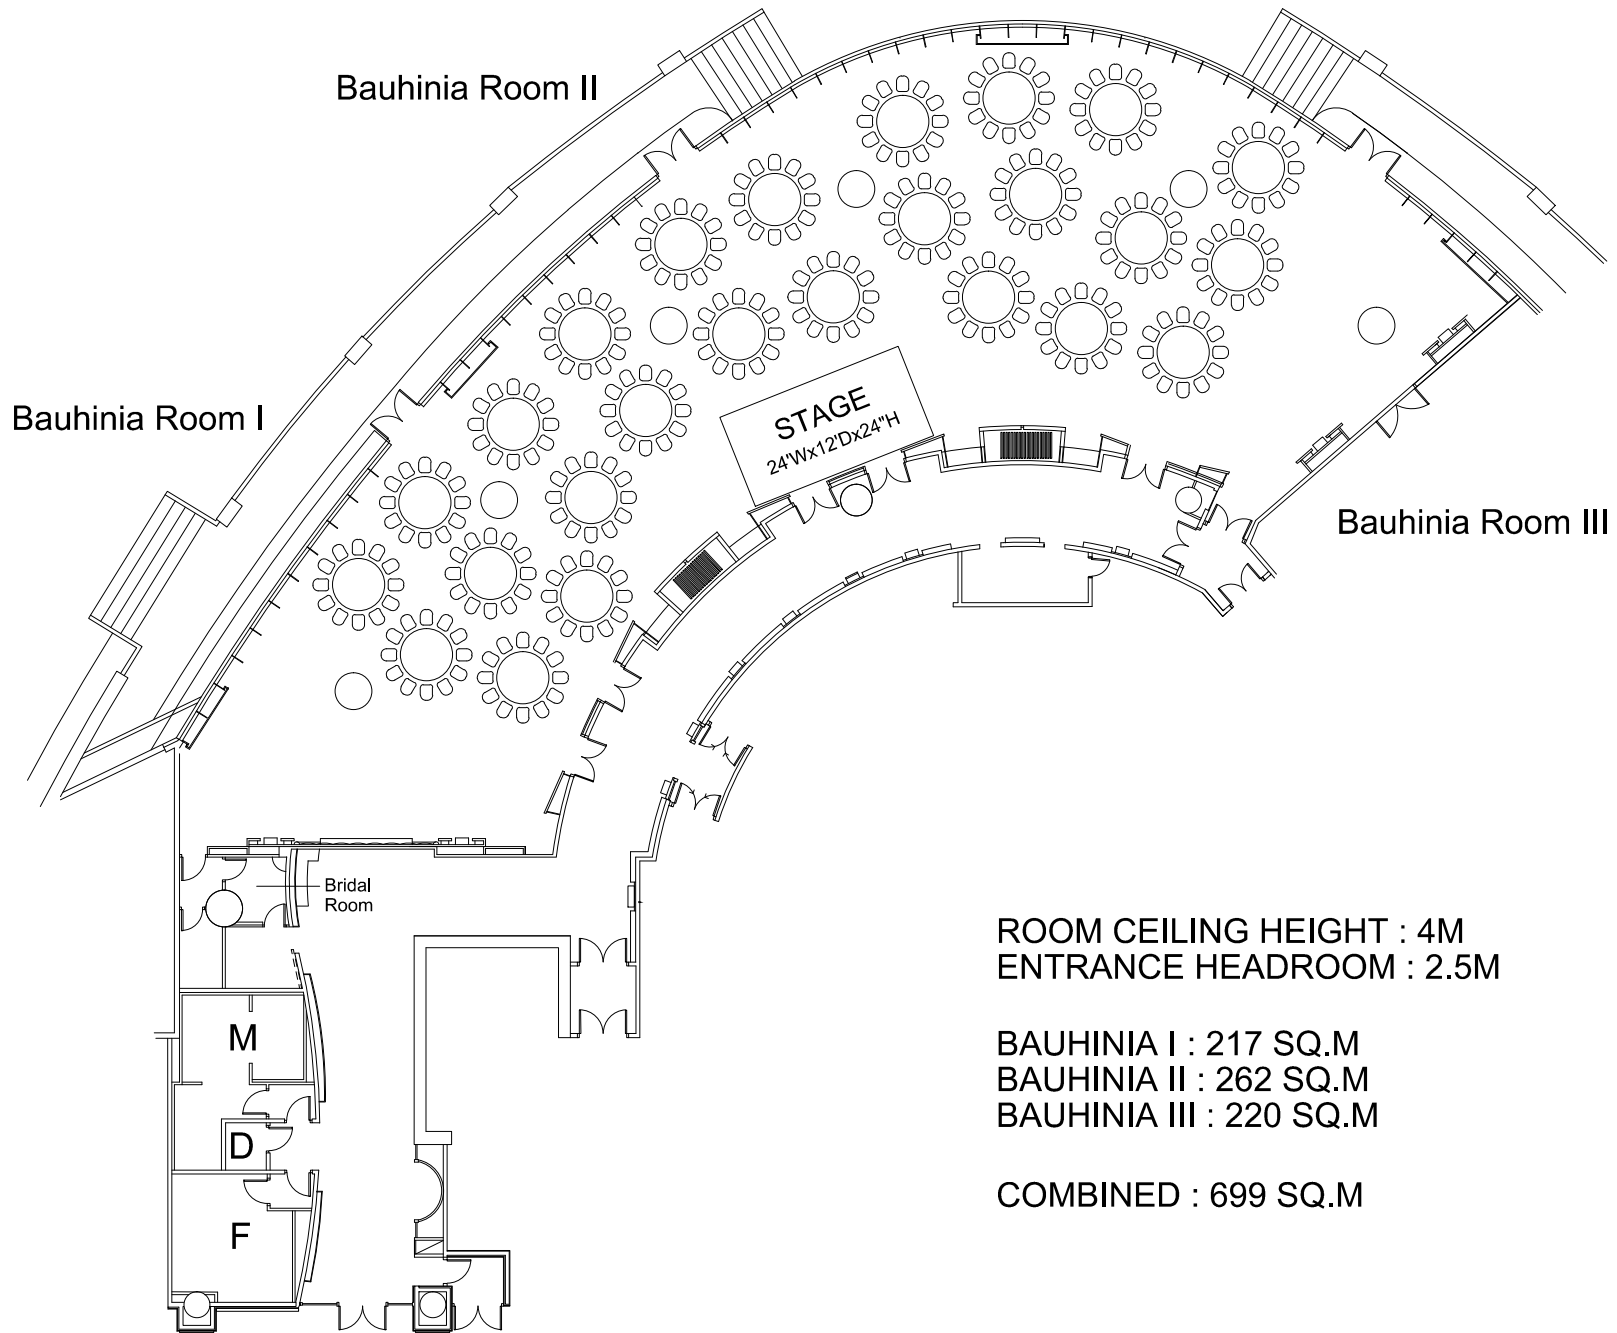 Bauhinia Room II
Bauhinia Room I
STAGE
24'Wx12'Dx24"H
Bauhinia Room III
Bridal
Room
ROOM CEILING HEIGHT : 4M
ENTRANCE HEADROOM : 2.5M
BAUHINIA I : 217 SQ.M
BAUHINIA II : 262 SQ.M
BAUHINIA III : 220 SQ.M
COMBINED : 699 SQ.M
M
D
F